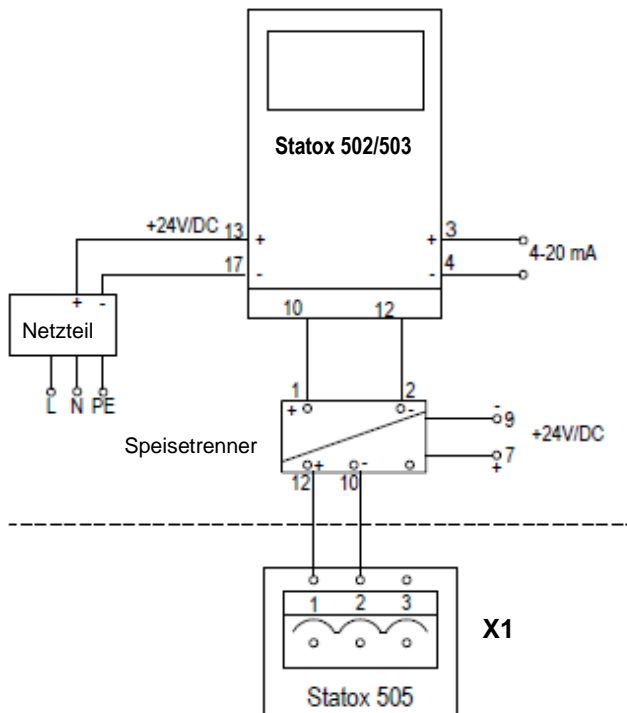 Statox 502/503
+24V/DC 13 + + 3
4-20 mA
17 - - 4
+ -
Netzteil
10 12
L N PE
1 2
+ -
- 9
Speisetrenner
+24V/DC
7
+
+ -
12 10
1 2 3
X1
Statox 505